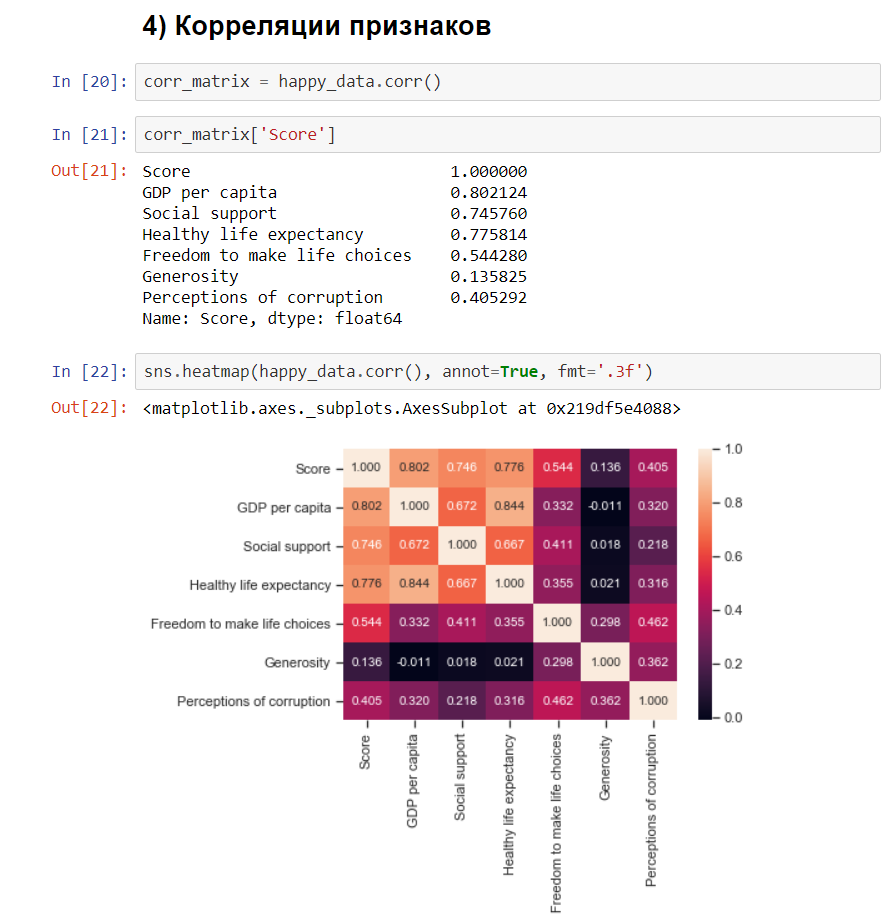 4) Корреляции признаков
In [20]: corr_matrix = happy_data.corr()
In [21]: corr_matrix['Score']
Out[21]: Score 1.000000
GDP per capita 0.802124
Social support 0.745760
Healthy life expectancy 0.775814
Freedom to make life choices 0.544280
Generosity 0.135825
Perceptions of corruption 0.405292
Name: Score, dtype: float64
In [22]: sns.heatmap(happy_data.corr(), annot=True, fmt='.3f')
Out[22]: <matplotlib.axes._subplots.AxesSubplot at 0x219df5e4088>
Score 1.000 0.802 0.746 0.776 0.544 0.136 0.405
GDP per capita 0.802 1.000 0.672 0.844 0.332 -0.011 0.320
Social support 0.746 0.672 1.000 0.667 0.411 0.018 0.218
Healthy life expectancy 0.776 0.844 0.667 1.000 0.355 0.021 0.316
Freedom to make life choices 0.544 0.332 0.411 0.355 1.000 0.298 0.462
Generosity 0.136 -0.011 0.018 0.021 0.298 1.000 0.362
Perceptions of corruption 0.405 0.320 0.218 0.316 0.462 0.362 1.000
Score
GDP per capita
Social support
Healthy life expectancy
Freedom to make life choices
Generosity
Perceptions of corruption
1.0
0.8
0.6
0.4
0.2
0.0